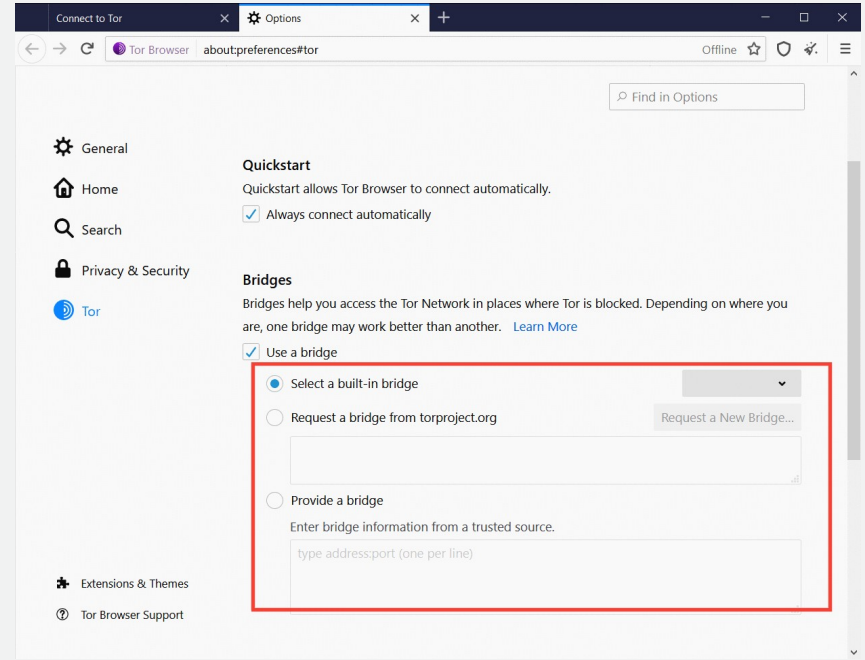 Connect to Tor
Options
Tor Browser
about:preferences#tor
Offline
Find in Options
General
Home
Search
Privacy & Security
Tor
Extensions & Themes
Tor Browser Support
Quickstart
Quickstart allows Tor Browser to connect automatically.
Always connect automatically
Bridges
Bridges help you access the Tor Network in places where Tor is blocked. Depending on where you
are, one bridge may work better than another. Learn More
Use a bridge
Select a built-in bridge
Request a bridge from torproject.org
Request a New Bridge...
Provide a bridge
Enter bridge information from a trusted source.
type address:port (one per line)